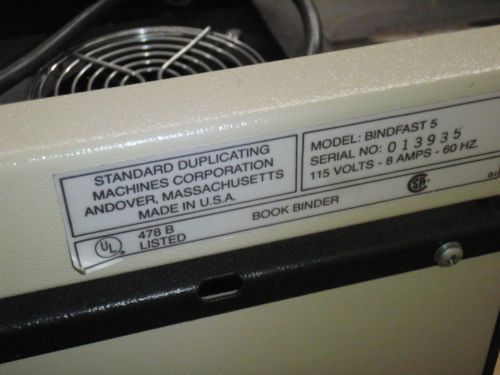 STANDARD DUPLICATING
MACHINES CORPORATION
ANDOVER, MASSACHUSETTS
MADE IN U.S.A.
MODEL: BINDFAST 5
SERIAL NO: 013935
115 VOLTS - 8 AMPS - 60 HZ.
UL
478 B
LISTED
BOOK BINDER
SA